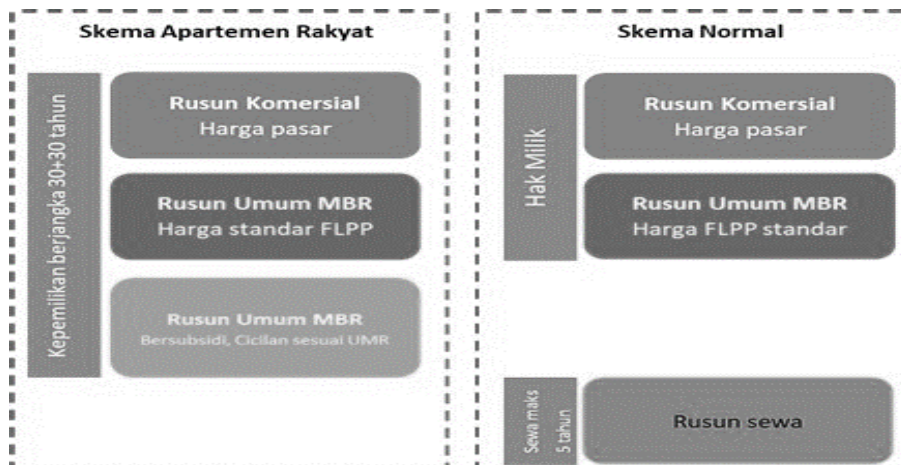 Skema Apartemen Rakyat
Kepemilikan berjangka 30+30 tahun
Rusun Komersial
Harga pasar
Rusun Umum MBR
Harga standar FLPP
Rusun Umum MBR
Bersubsidi, Cicilan sesuai UMR
Skema Normal
Hak Milik
Rusun Komersial
Harga pasar
Rusun Umum MBR
Harga FLPP standar
Sewa maks
5 tahun
Rusun sewa